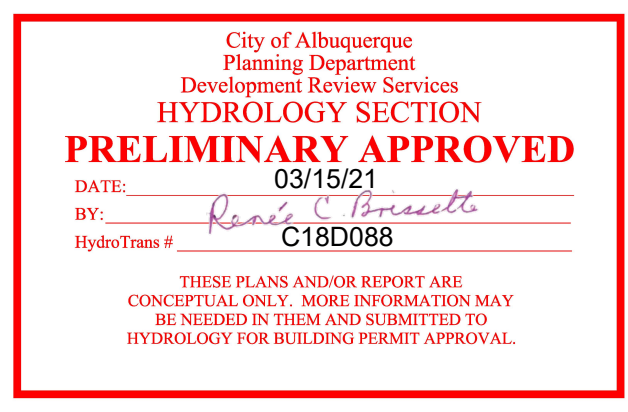 City of Albuquerque
Planning Department
Development Review Services
HYDROLOGY SECTION
PRELIMINARY APPROVED
DATE: 03/15/21
BY: Renée C. Brissette
HydroTrans # C18D088
THESE PLANS AND/OR REPORT ARE
CONCEPTUAL ONLY. MORE INFORMATION MAY
BE NEEDED IN THEM AND SUBMITTED TO
HYDROLOGY FOR BUILDING PERMIT APPROVAL.